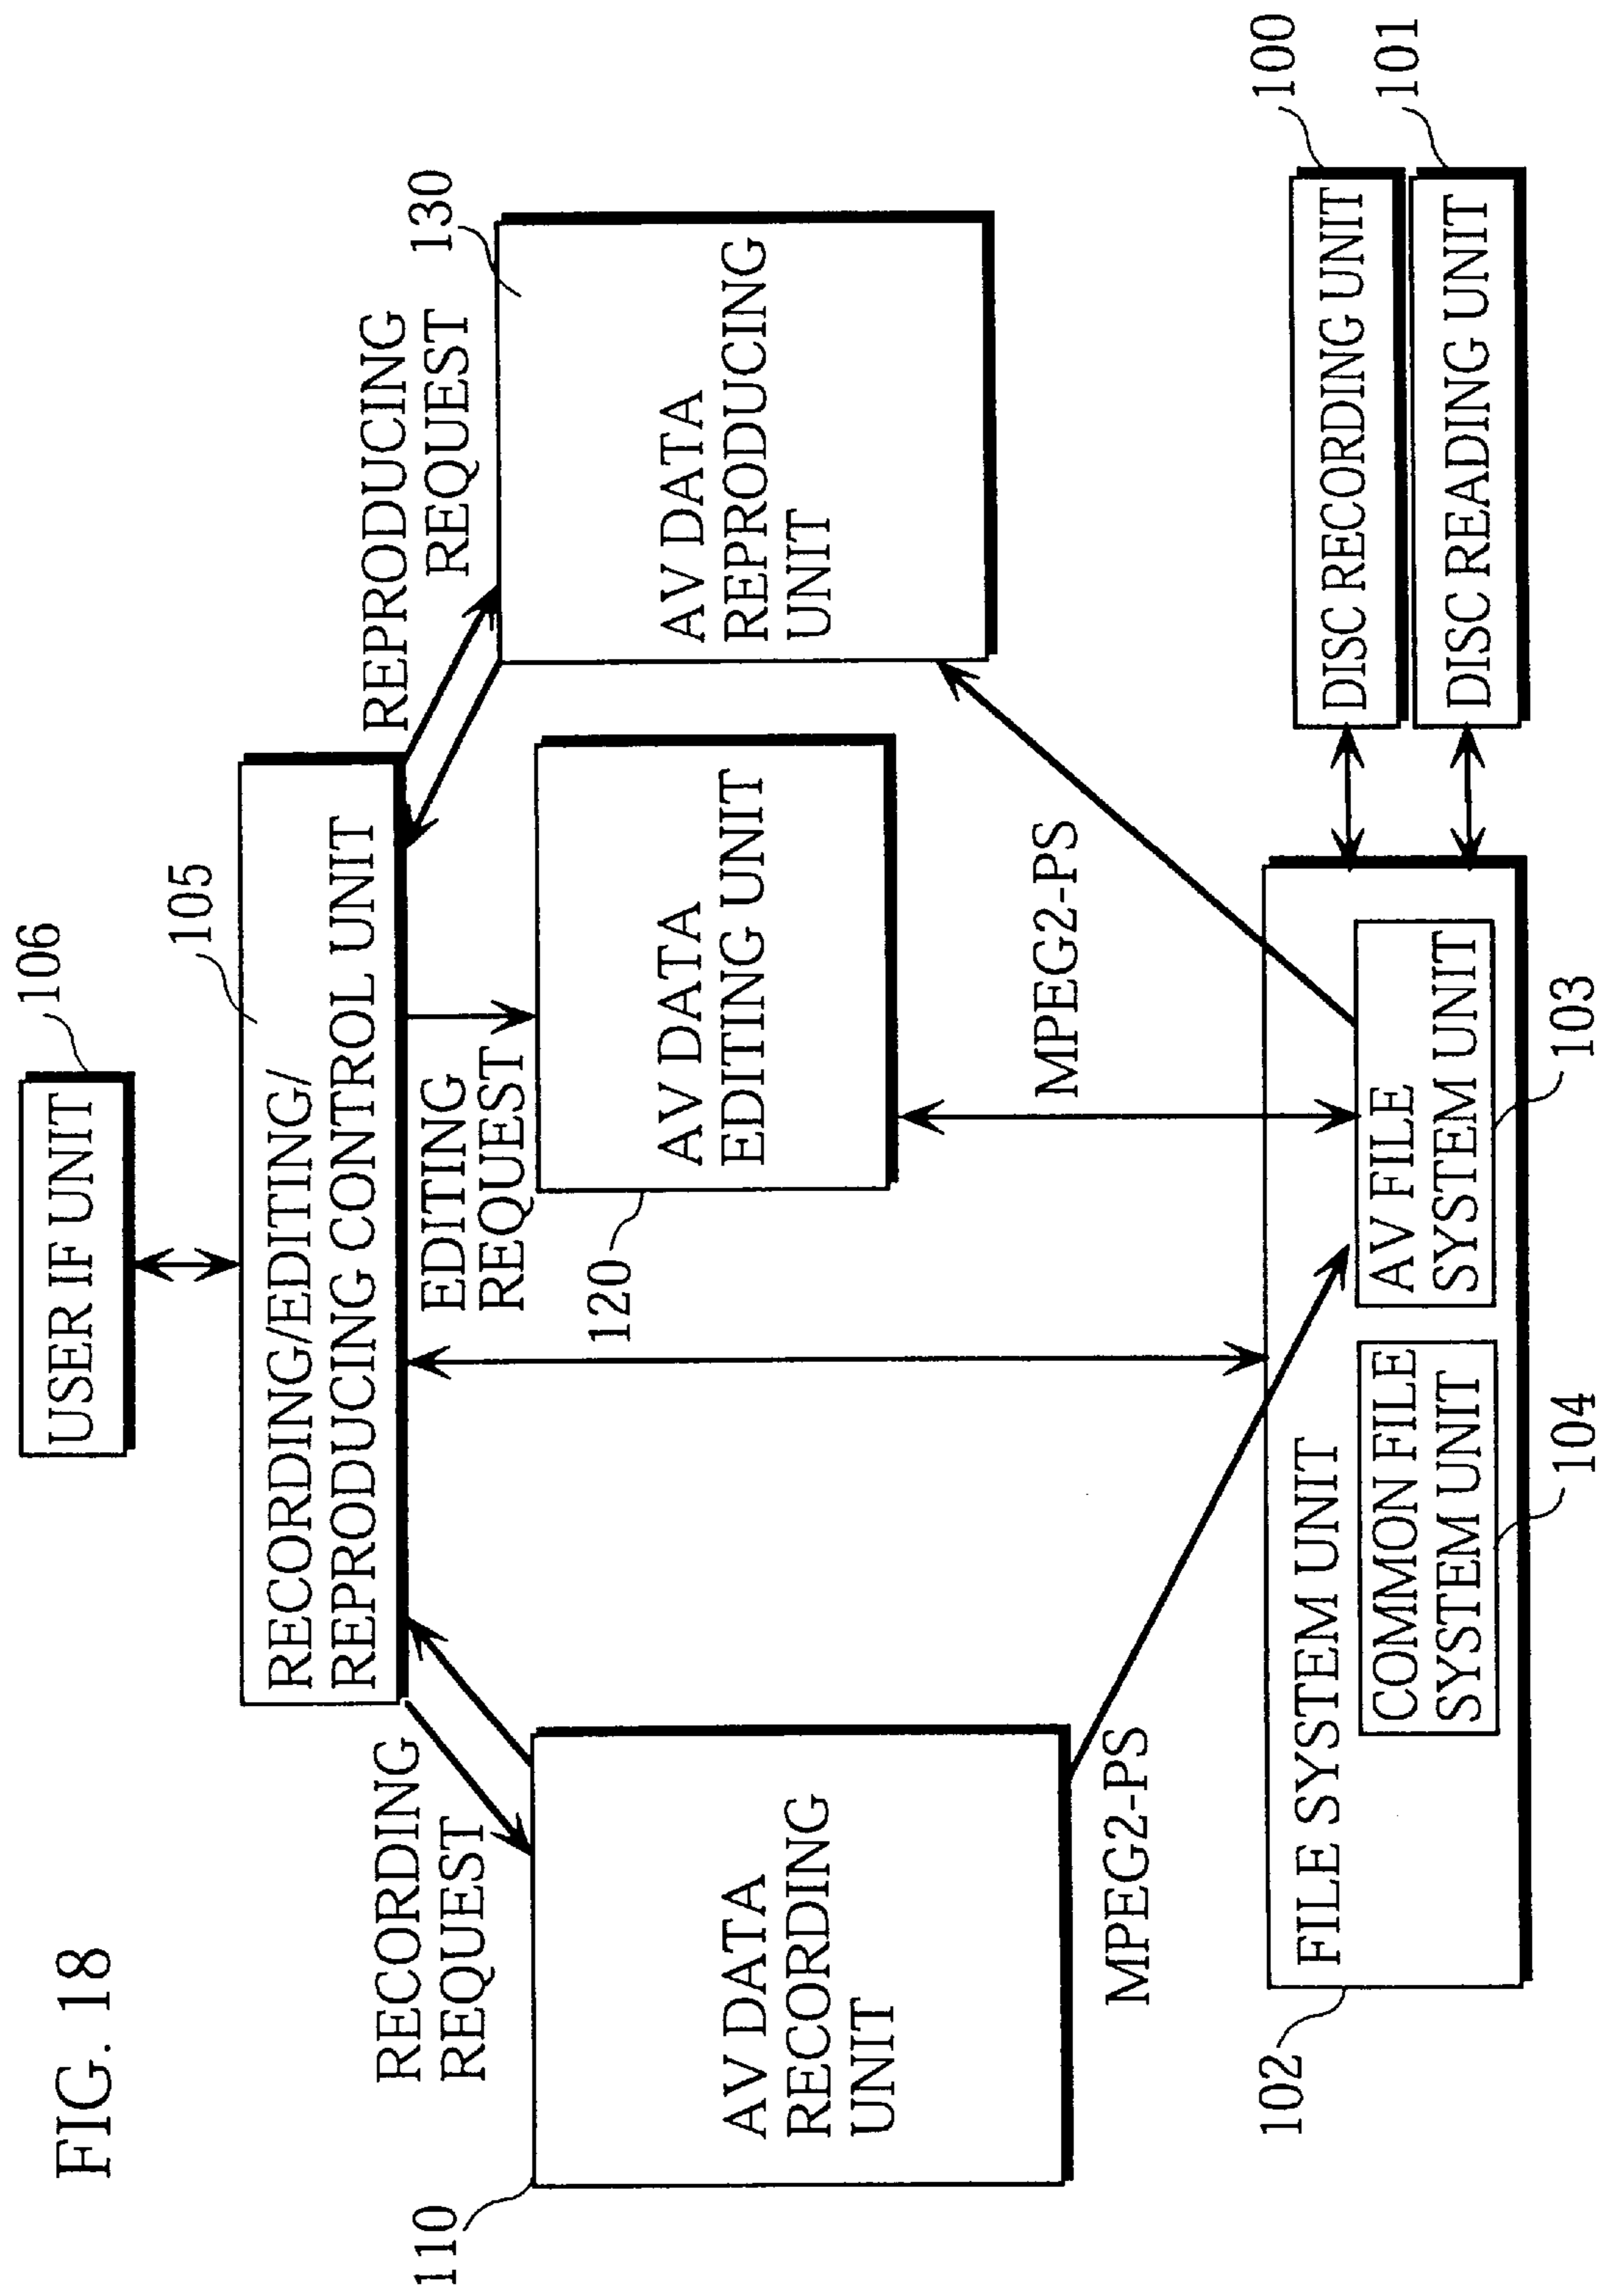 FIG. 18
USER IF UNIT
106
105
RECORDING/EDITING/
REPRODUCING CONTROL UNIT
RECORDING
REQUEST
EDITING
REQUEST
REPRODUCING
REQUEST
130
110
AV DATA
RECORDING
UNIT
120
AV DATA
EDITING UNIT
AV DATA
REPRODUCING
UNIT
MPEG2-PS
MPEG2-PS
102
FILE SYSTEM UNIT
COMMON FILE
SYSTEM UNIT
104
AV FILE
SYSTEM UNIT
103
DISC RECORDING UNIT
100
DISC READING UNIT
101